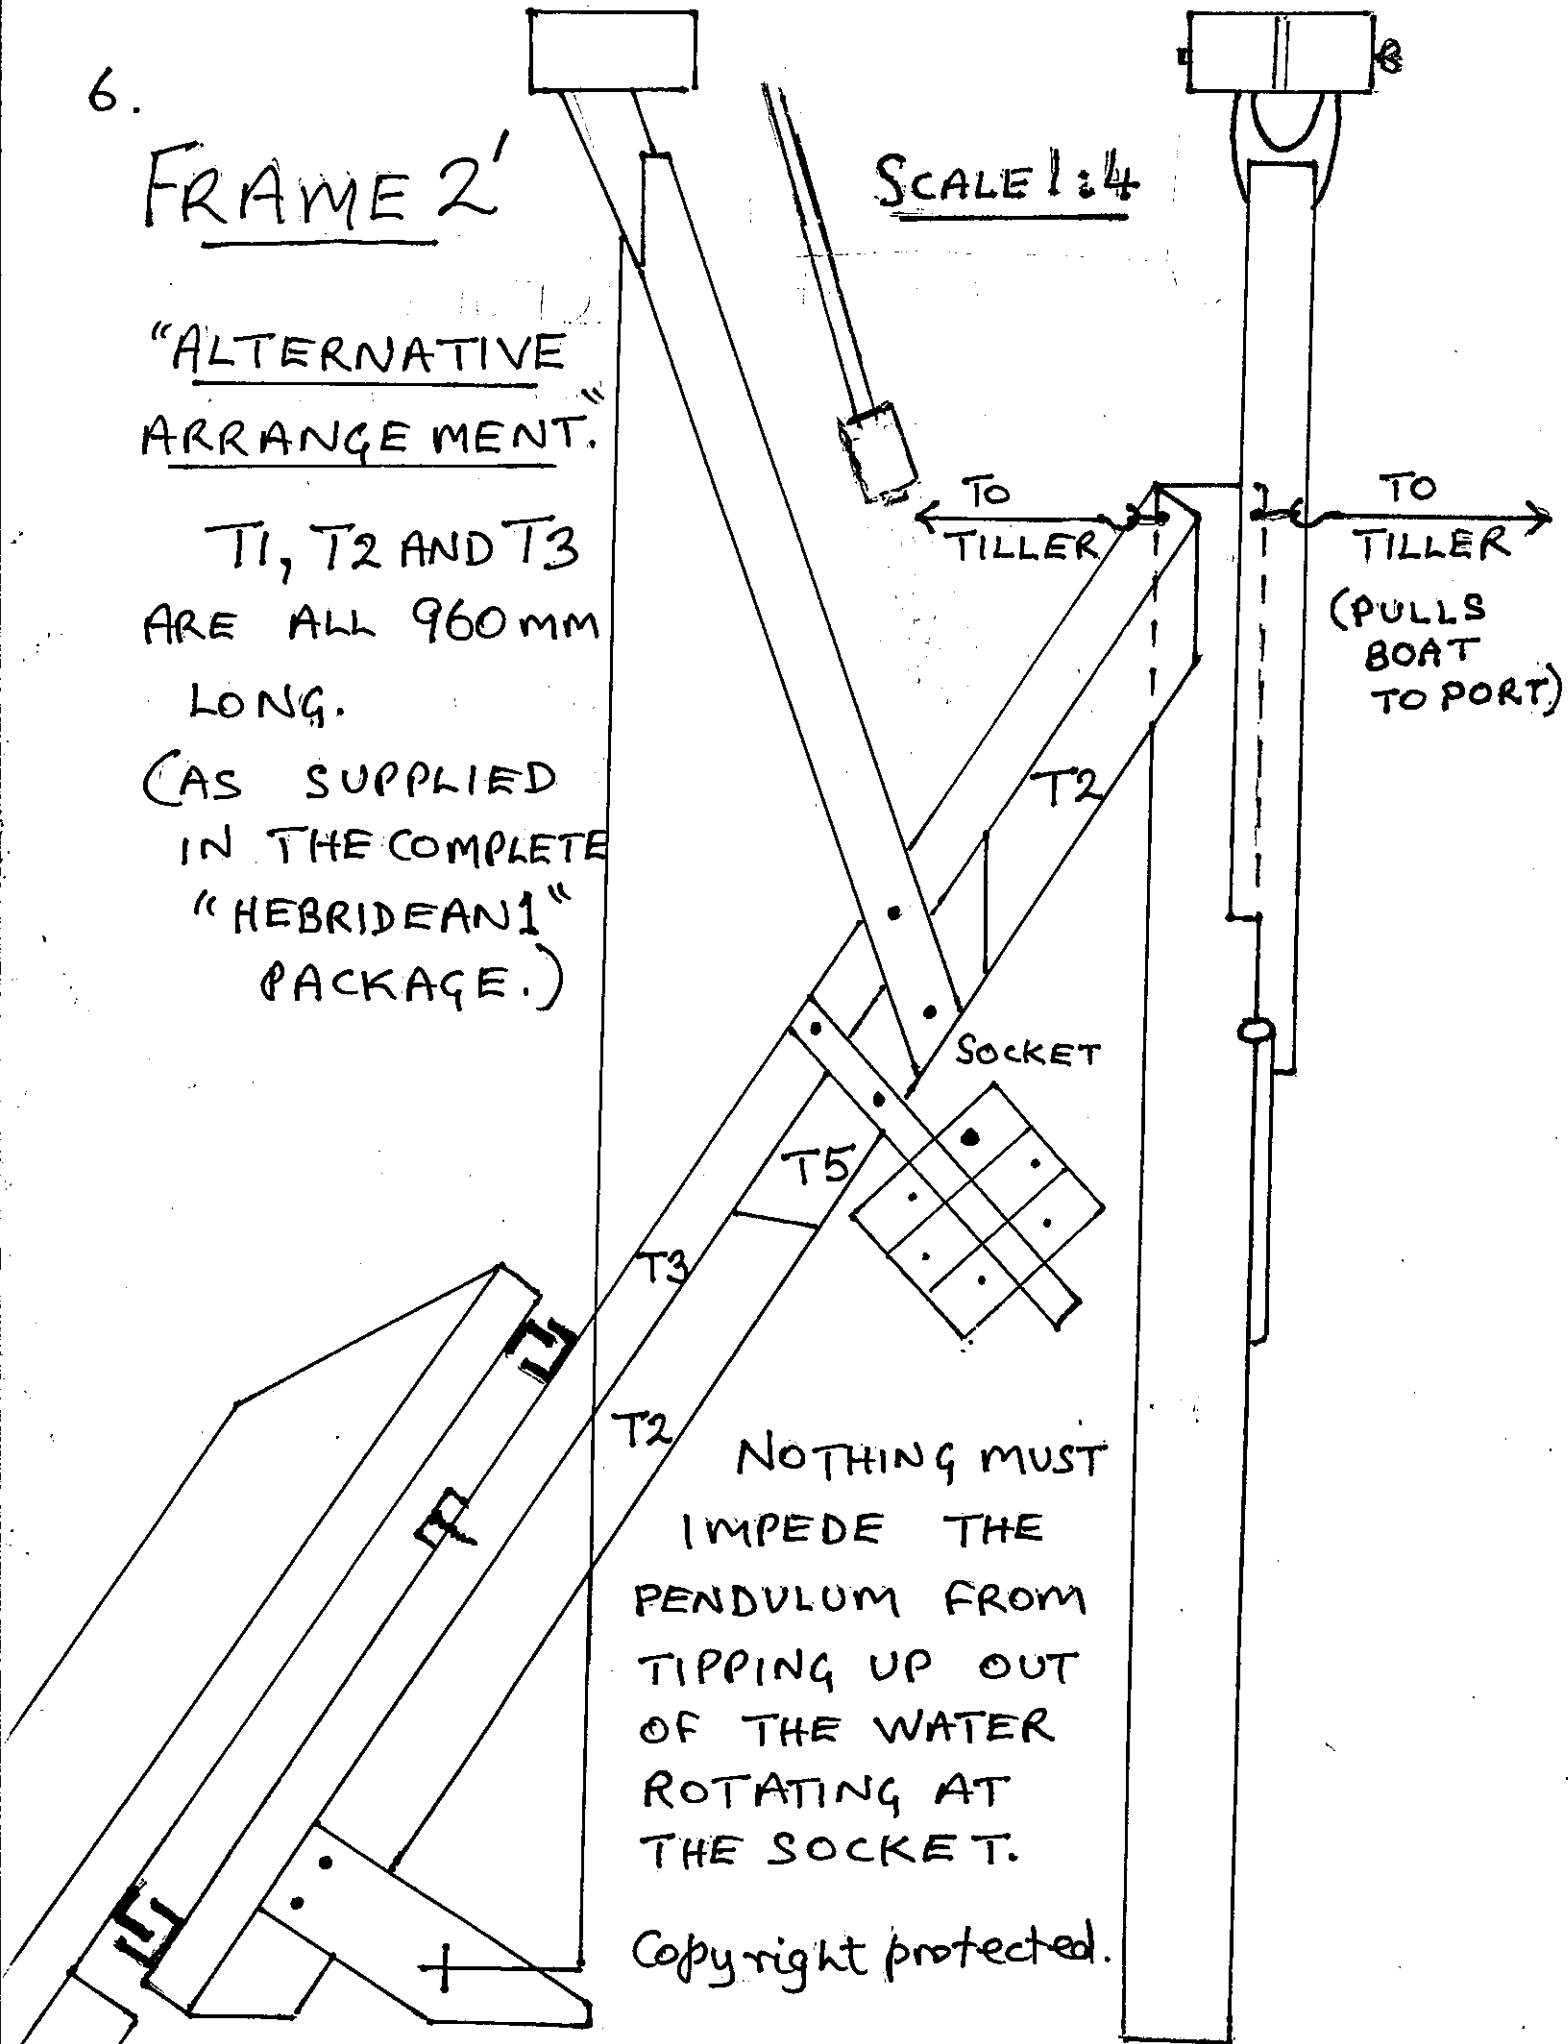 6.
FRAME 2'
SCALE 1:4
"ALTERNATIVE
ARRANGEMENT."
T1, T2 AND T3
ARE ALL 960MM
LONG.
(AS SUPPLIED
IN THE COMPLETE
"HEBRIDEAN1"
PACKAGE.)
TO
TILLER
TO
TILLER
(PULLS
BOAT
TO PORT)
T2
SOCKET
T5
T3
T2
NOTHING MUST
IMPEDE THE
PENDULUM FROM
TIPPING UP OUT
OF THE WATER
ROTATING AT
THE SOCKET.
Copyright protected.